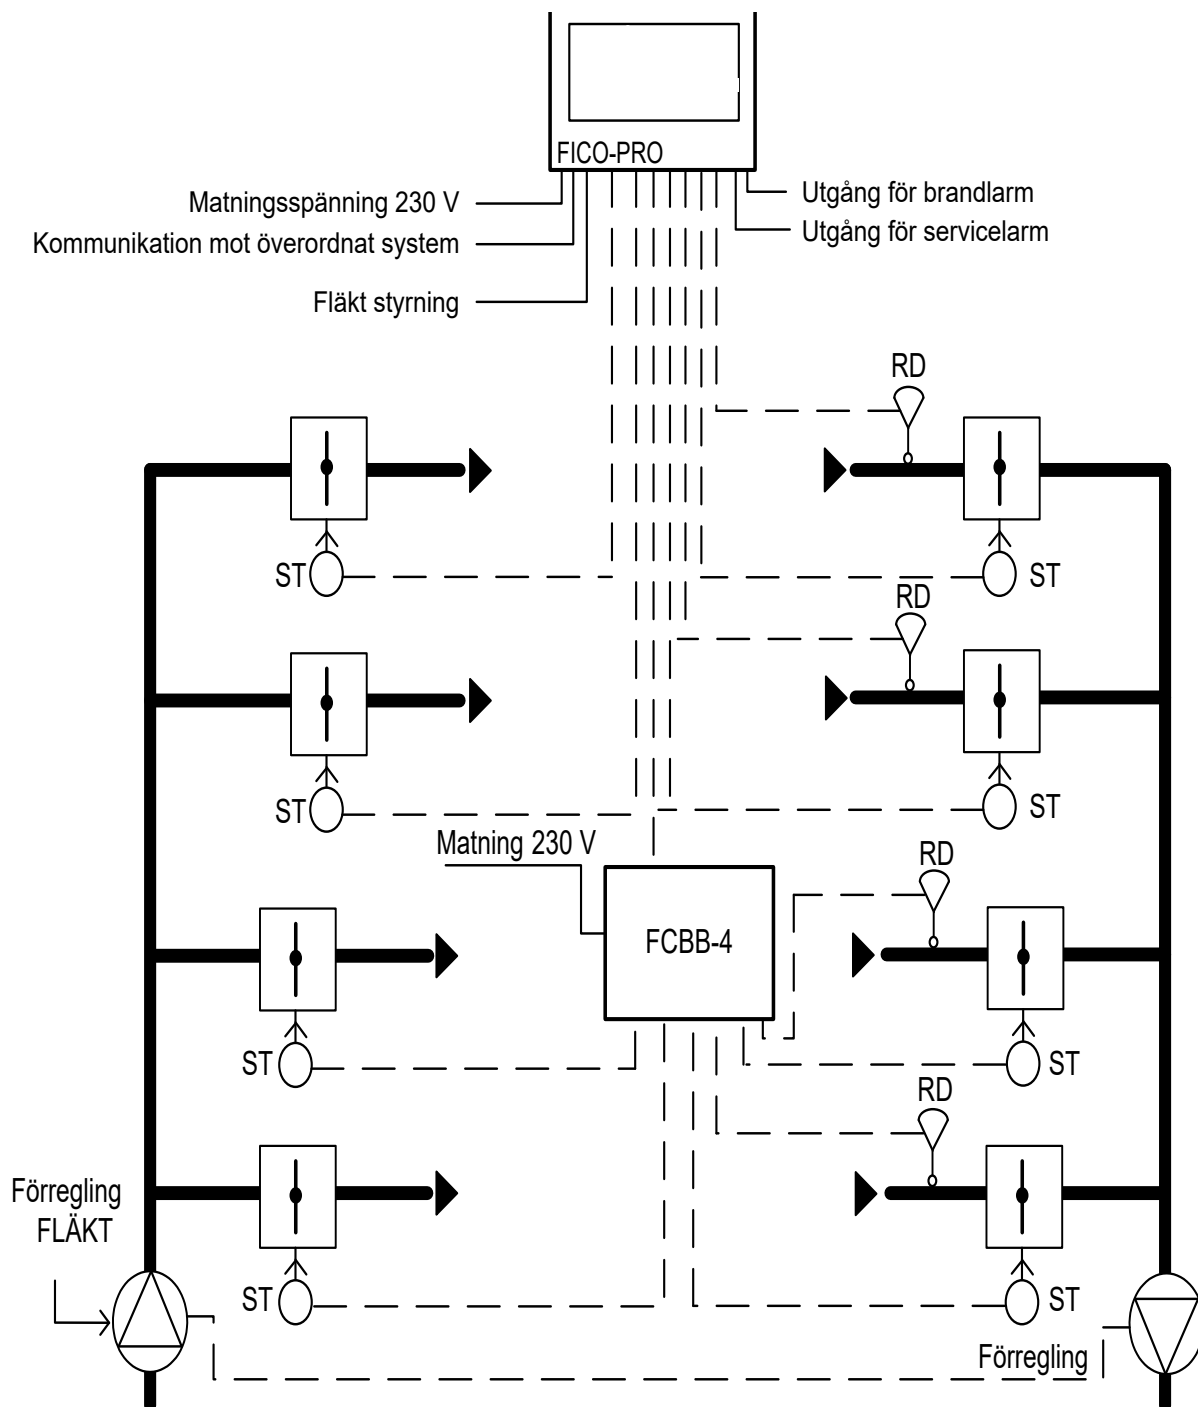 FICO-PRO
Matningsspänning 230 V
Utgång för brandlarm
Kommunikation mot överordnat system
Utgång för servicelarm
Fläkt styrning
RD
ST
ST
RD
ST
ST
Matning 230 V
RD
FCBB-4
ST
ST
RD
Förregling
FLÄKT
ST
ST
Förregling